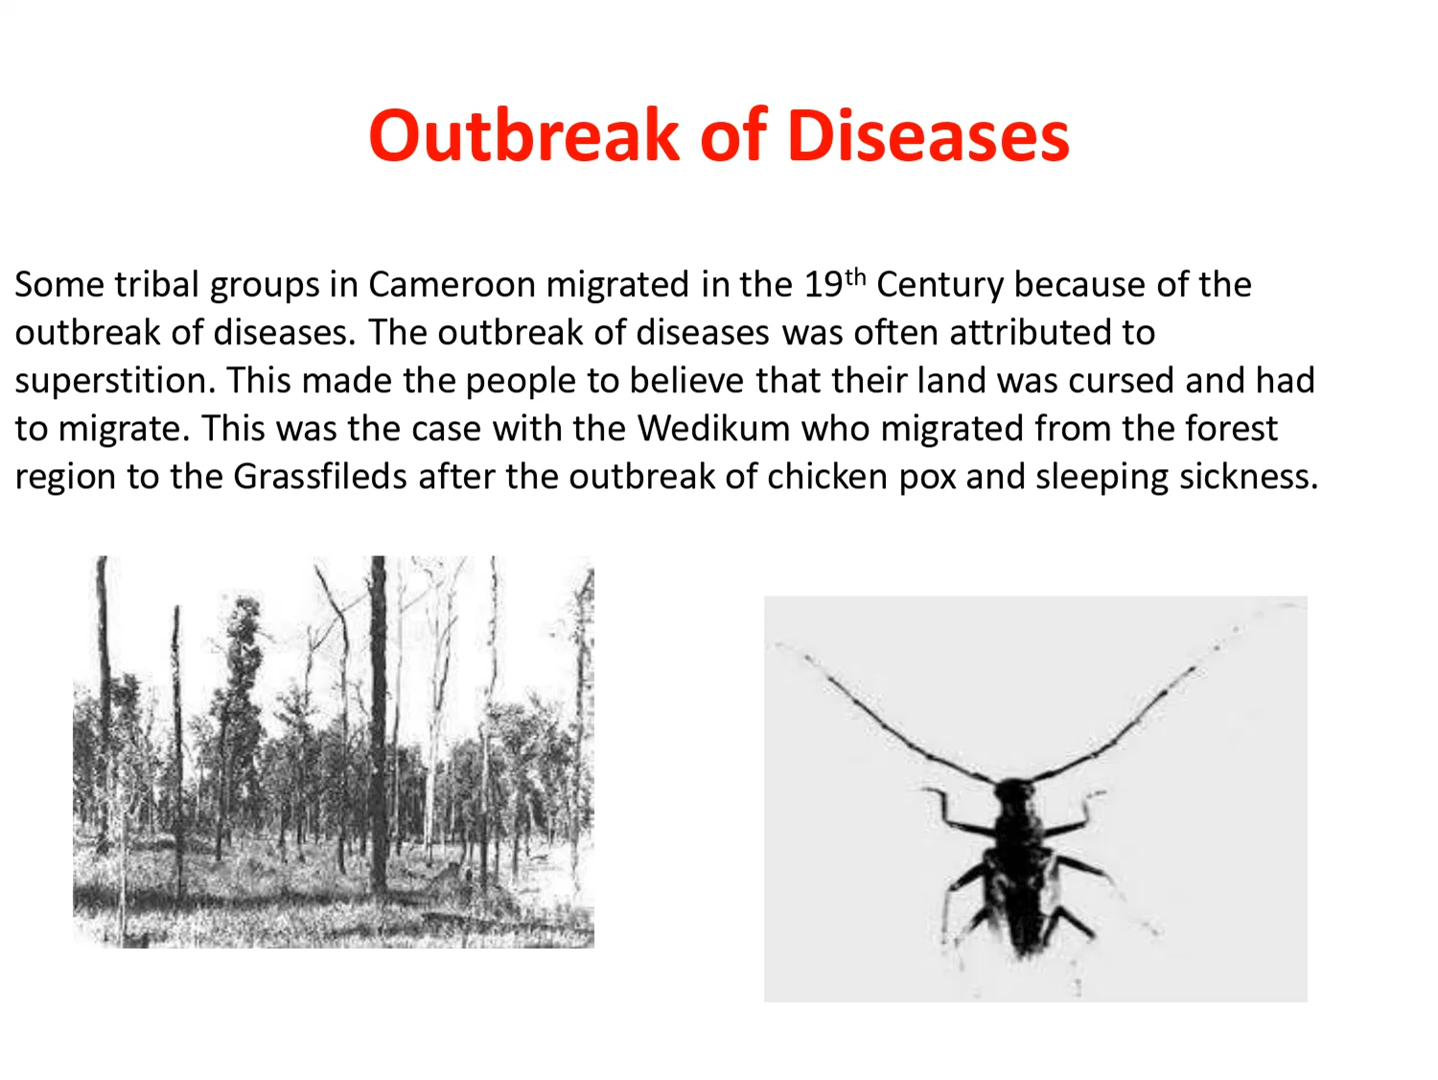 Outbreak of Diseases
Some tribal groups in Cameroon migrated in the 19th Century because of the
outbreak of diseases. The outbreak of diseases was often attributed to
superstition. This made the people to believe that their land was cursed and had
to migrate. This was the case with the Wedikum who migrated from the forest
region to the Grassfileds after the outbreak of chicken pox and sleeping sickness.